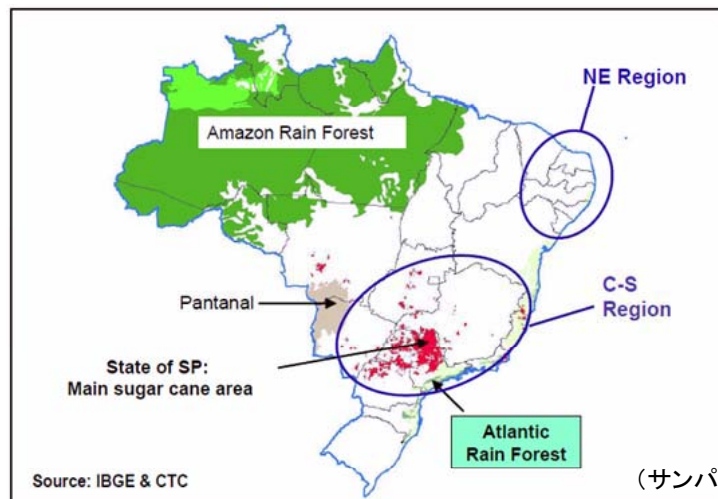 NE Region
Amazon Rain Forest
C-S
Region
Pantanal
State of SP:
Main sugar cane area
Atlantic
Rain Forest
Source: IBGE & CTC
（サンパ